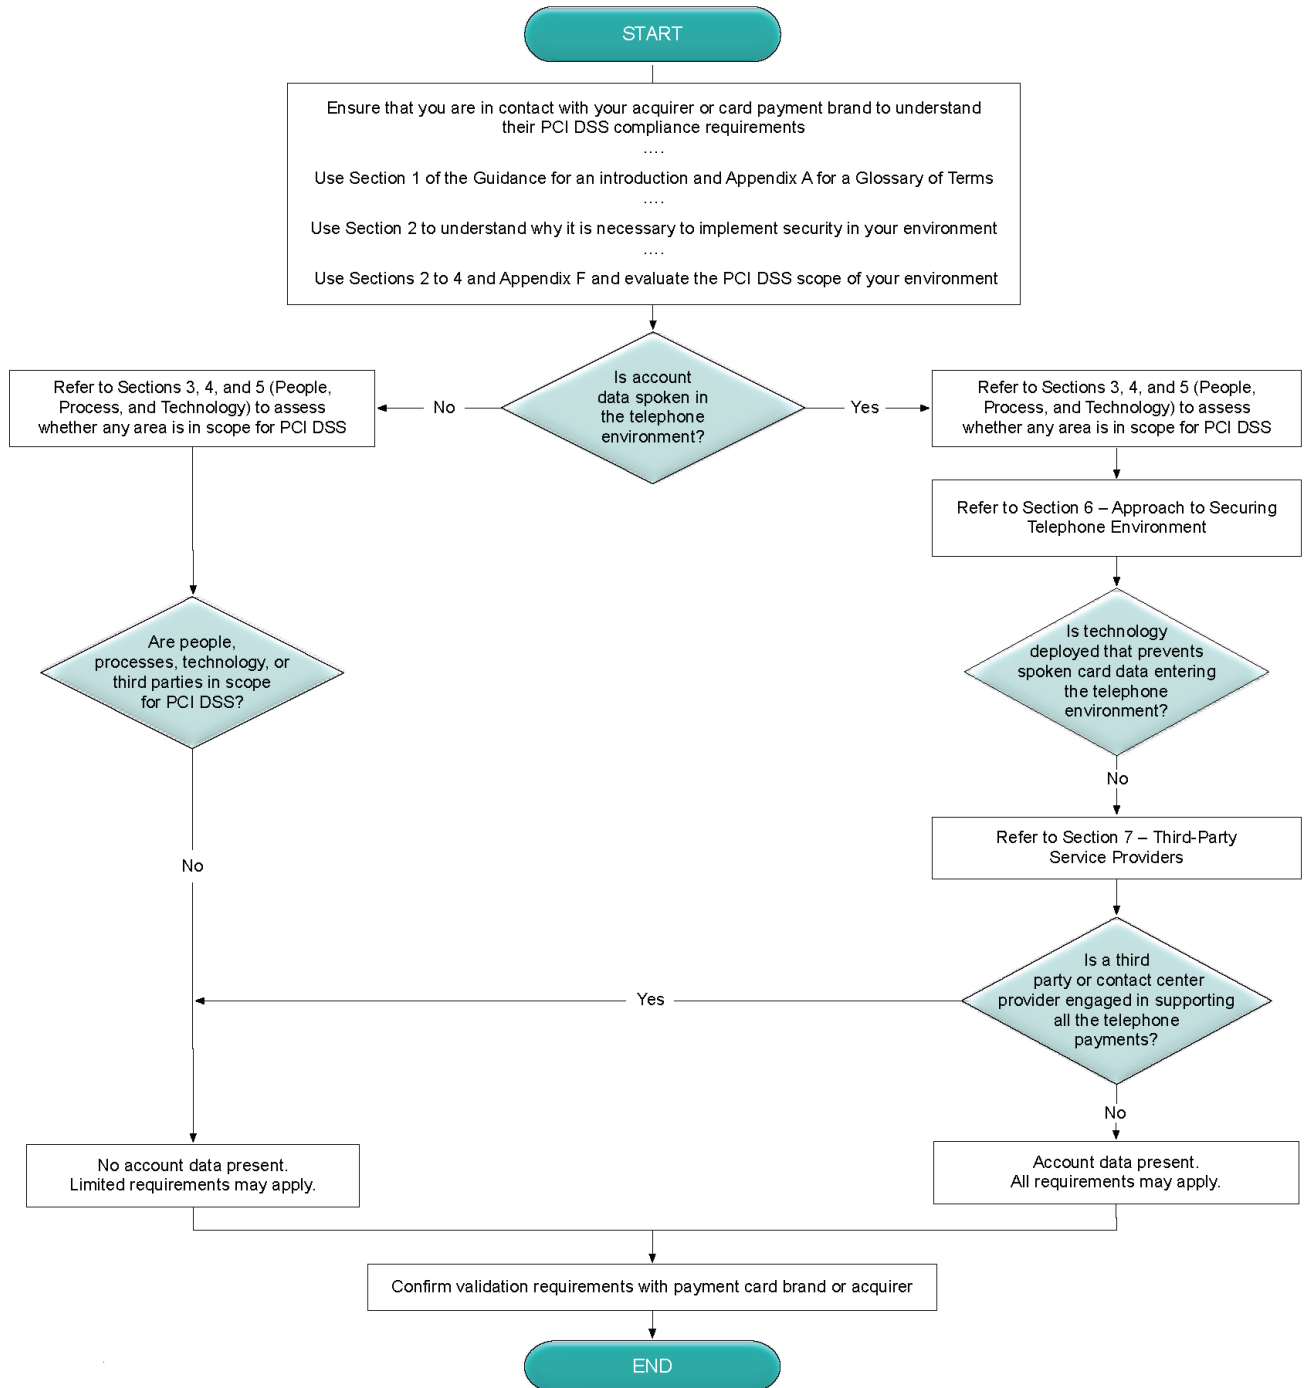 START
Ensure that you are in contact with your acquirer or card payment brand to understand
their PCI DSS compliance requirements
....
Use Section 1 of the Guidance for an introduction and Appendix A for a Glossary of Terms
....
Use Section 2 to understand why it is necessary to implement security in your environment
....
Use Sections 2 to 4 and Appendix F and evaluate the PCI DSS scope of your environment
Is account
data spoken in
the telephone
environment?
No
Yes
Refer to Sections 3, 4, and 5 (People,
Process, and Technology) to assess
whether any area is in scope for PCI DSS
Refer to Sections 3, 4, and 5 (People,
Process, and Technology) to assess
whether any area is in scope for PCI DSS
Refer to Section 6 – Approach to Securing
Telephone Environment
Are people,
processes, technology, or
third parties in scope
for PCI DSS?
Is technology
deployed that prevents
spoken card data entering
the telephone
environment?
No
Refer to Section 7 – Third-Party
Service Providers
No
Is a third
party or contact center
provider engaged in supporting
all the telephone
payments?
Yes
No
No account data present.
Limited requirements may apply.
Account data present.
All requirements may apply.
Confirm validation requirements with payment card brand or acquirer
END